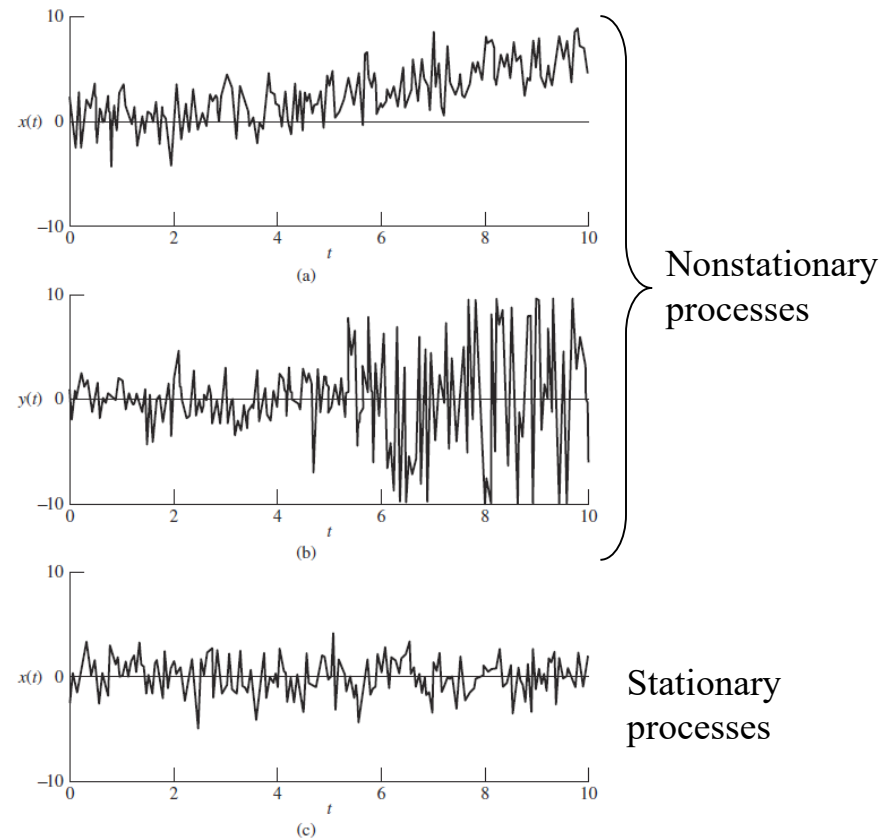 10
x(t) 0
–10
0 2 4 6 8 10
t
(a)
10
y(t) 0
–10
0 2 4 6 8 10
t
(b)
Nonstationary
processes
10
x(t) 0
–10
0 2 4 6 8 10
t
(c)
Stationary
processes